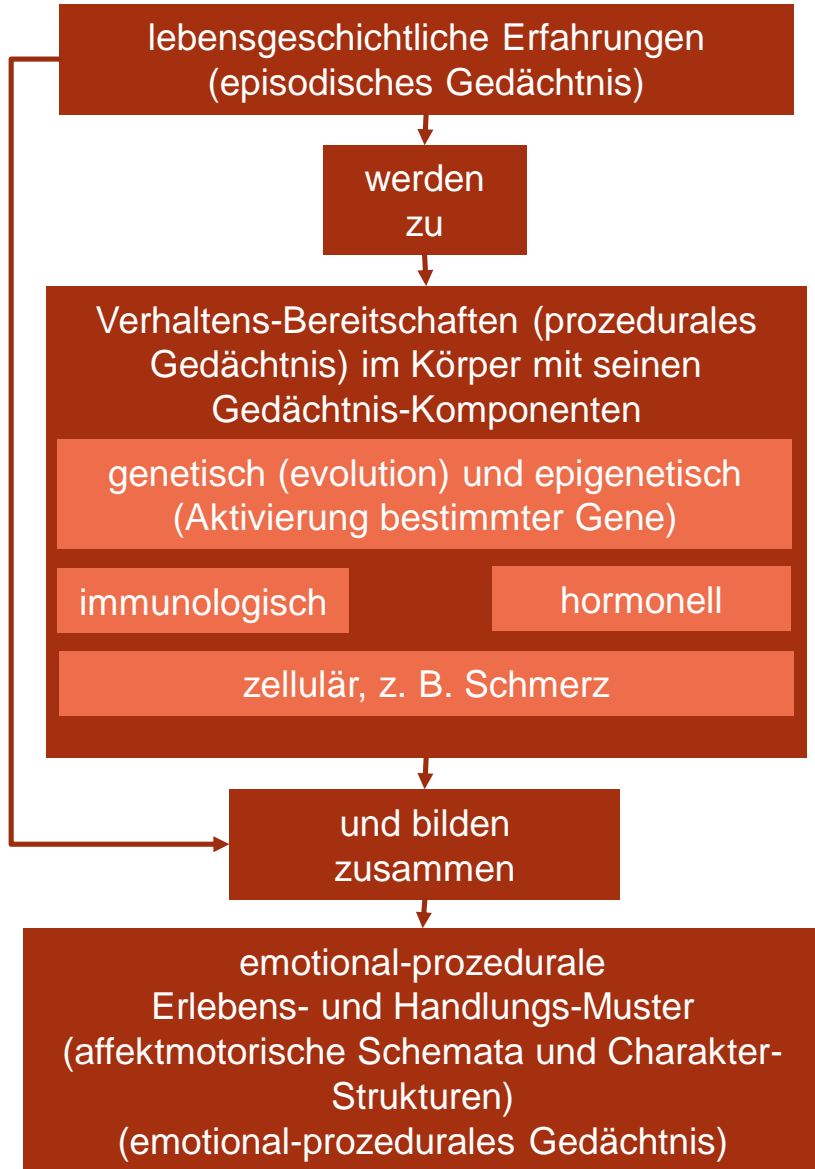 lebensgeschichtliche Erfahrungen
(episodisches Gedächtnis)
werden
zu
Verhaltens-Bereitschaften (prozedurales
Gedächtnis) im Körper mit seinen
Gedächtnis-Komponenten
genetisch (evolution) und epigenetisch
(Aktivierung bestimmter Gene)
immunologisch
hormonell
zellulär, z. B. Schmerz
und bilden
zusammen
emotional-prozedurale
Erlebens- und Handlungs-Muster
(affektmotorische Schemata und Charakter-
Strukturen)
(emotional-prozedurales Gedächtnis)